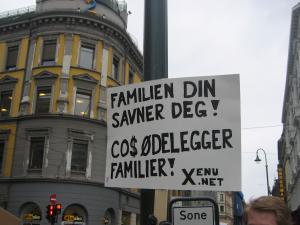 FAMILIEN DIN
SAVNER DEG!
CO$ ØDELEGGER
FAMILIER! XENU
.NET
Sone